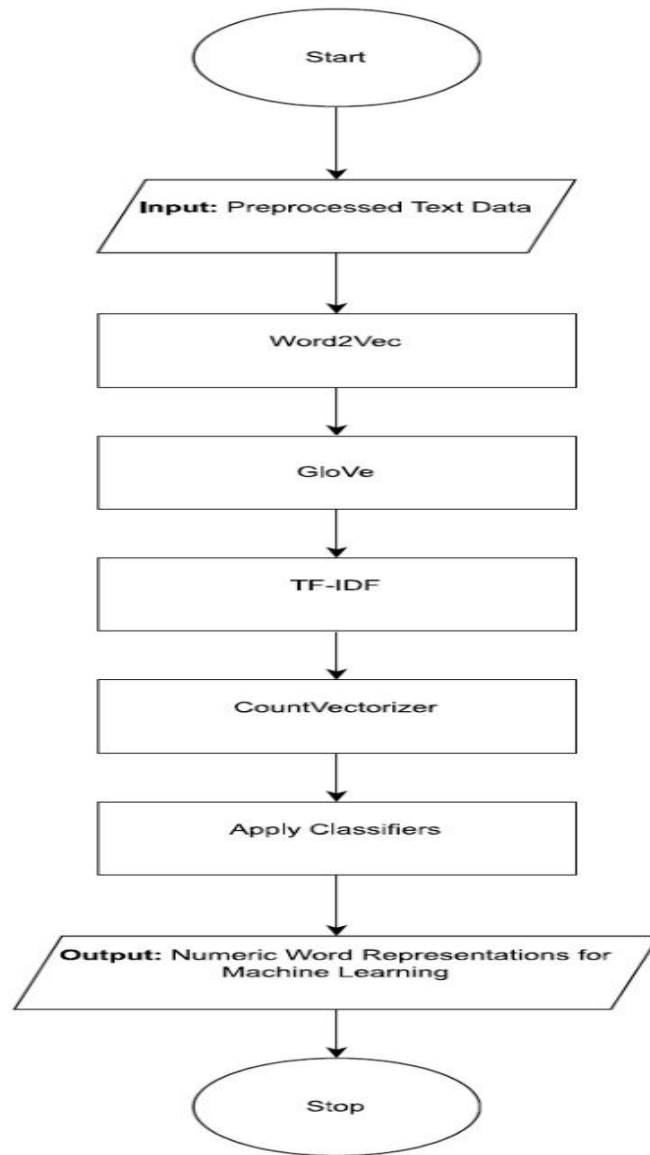 Start
Input: Preprocessed Text Data
Word2Vec
GloVe
TF-IDF
CountVectorizer
Apply Classifiers
Output: Numeric Word Representations for
Machine Learning
Stop